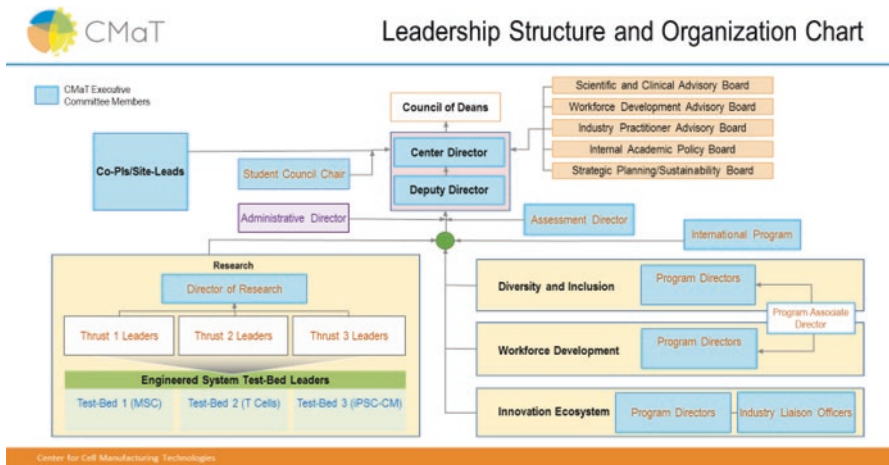 CMaT
Leadership Structure and Organization Chart
CMaT Executive
Committee Members
Council of Deans
Scientific and Clinical Advisory Board
Workforce Development Advisory Board
Industry Practitioner Advisory Board
Internal Academic Policy Board
Strategic Planning/Sustainability Board
Co-PIs/Site-Leads
Student Council Chair
Center Director
Deputy Director
Administrative Director
Assessment Director
International Program
Research
Director of Research
Thrust 1 Leaders
Thrust 2 Leaders
Thrust 3 Leaders
Engineered System Test-Bed Leaders
Test-Bed 1 (MSC)
Test-Bed 2 (T Cells)
Test-Bed 3 (iPSC-CM)
Diversity and Inclusion
Program Directors
Program Associate
Director
Workforce Development
Program Directors
Innovation Ecosystem
Program Directors
Industry Liaison Officers
Center for Cell Manufacturing Technologies